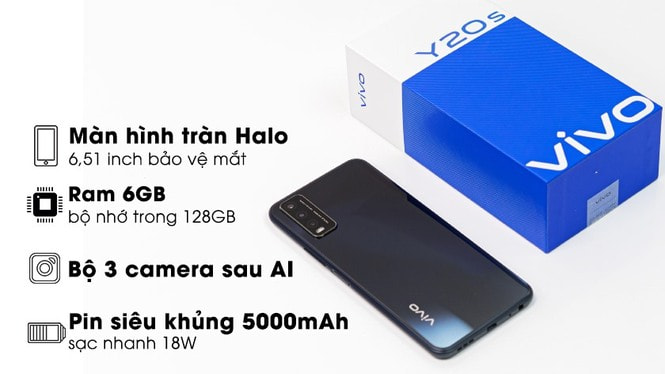 Y20s
vivo
vivo
Màn hình tràn Halo
6,51 inch bảo vệ mắt
Ram 6GB
bộ nhớ trong 128GB
Bộ 3 camera sau AI
Pin siêu khủng 5000mAh
sạc nhanh 18W
vivo